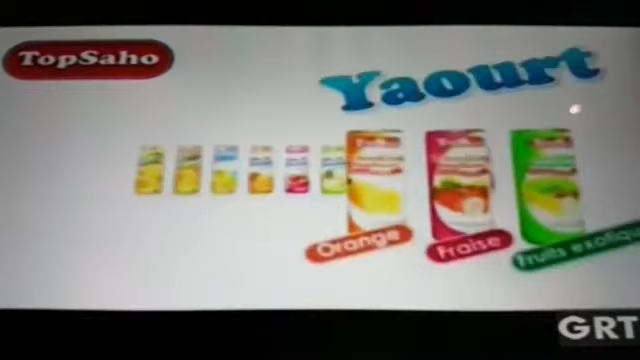 TopSaho
Yaourt
Orange
Fraise
Fruits exotiqu
GRT